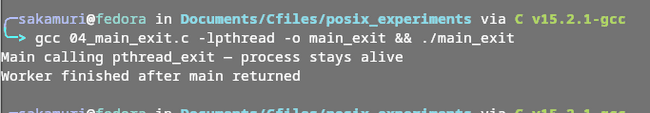 sakamuri@fedora in Documents/Cfiles/posix_experiments via C v15.2.1-gcc
> gcc 04_main_exit.c -lpthread -o main_exit && ./main_exit
Main calling pthread_exit — process stays alive
Worker finished after main returned
sakamuri@fedora in Documents/Cfiles/posix_experiments via C v15.2.1-gcc